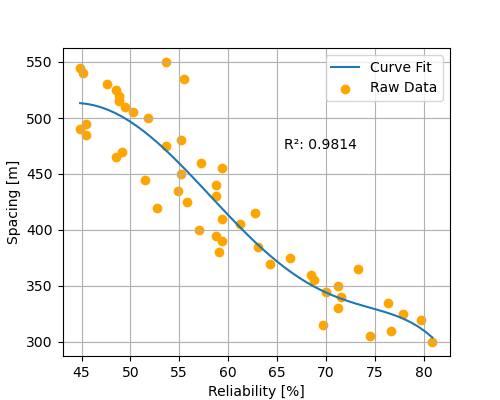 550
500
450
400
350
300
Spacing [m]
45 50 55 60 65 70 75 80
Reliability [%]
Curve Fit
Raw Data
R²: 0.9814